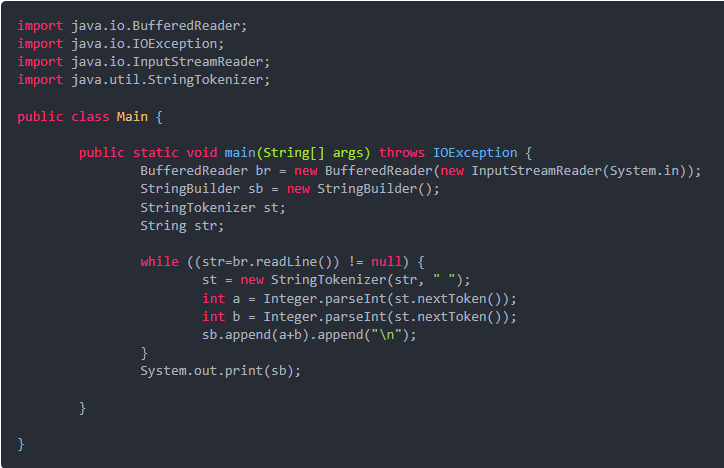 import java.io.BufferedReader;
import java.io.IOException;
import java.io.InputStreamReader;
import java.util.StringTokenizer;
public class Main {
public static void main(String[] args) throws IOException {
BufferedReader br = new BufferedReader(new InputStreamReader(System.in));
StringBuilder sb = new StringBuilder();
StringTokenizer st;
String str;
while ((str=br.readLine()) != null) {
st = new StringTokenizer(str, " ");
int a = Integer.parseInt(st.nextToken());
int b = Integer.parseInt(st.nextToken());
sb.append(a+b).append("\n");
}
System.out.print(sb);
}
}